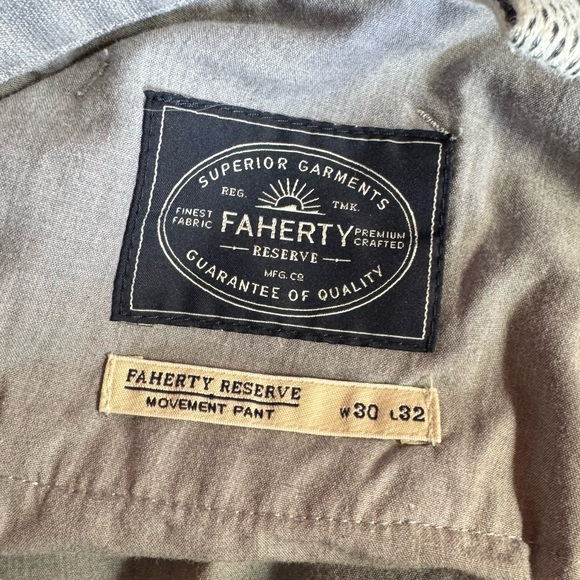 SUPERIOR GARMENTS
REG. TMK.
FINEST FABRIC
FAHERTY
PREMIUM CRAFTED
RESERVE
MFG. Co
GUARANTEE OF QUALITY
FAHERTY RESERVE
MOVEMENT PANT
W30 L32